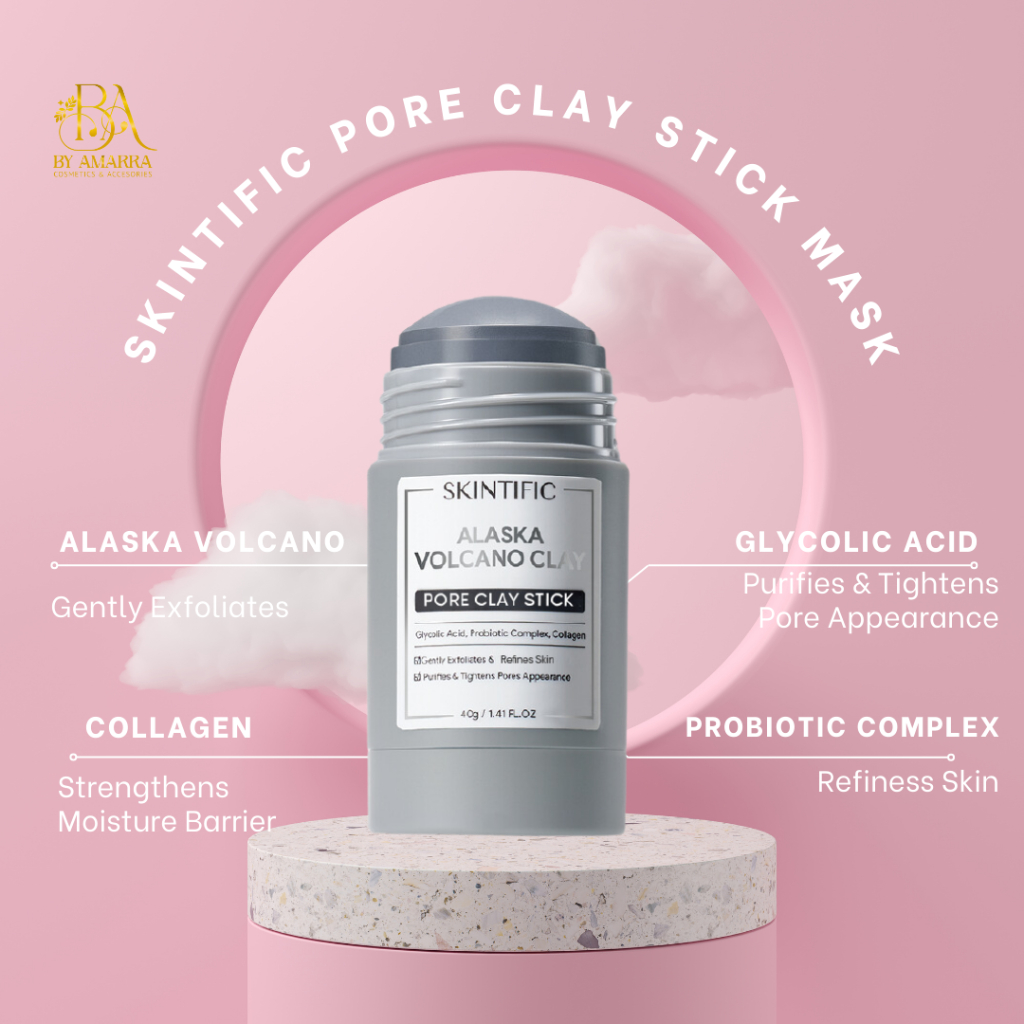 BA
BY AMARRA
COSMETICS & ACCESORIES
SKINTIFIC PORE CLAY STICK MASK
SKINTIFIC
ALASKA
VOLCANO CLAY
PORE CLAY STICK
Glycolic Acid, Probiotic Complex, Collagen
Gently Exfoliates & Refines Skin
Purifies & Tightens Pores Appearance
40g / 1.41 FL.OZ
ALASKA VOLCANO
Gently Exfoliates
GLYCOLIC ACID
Purifies & Tightens
Pore Appearance
COLLAGEN
Strengthens
Moisture Barrier
PROBIOTIC COMPLEX
Refiness Skin